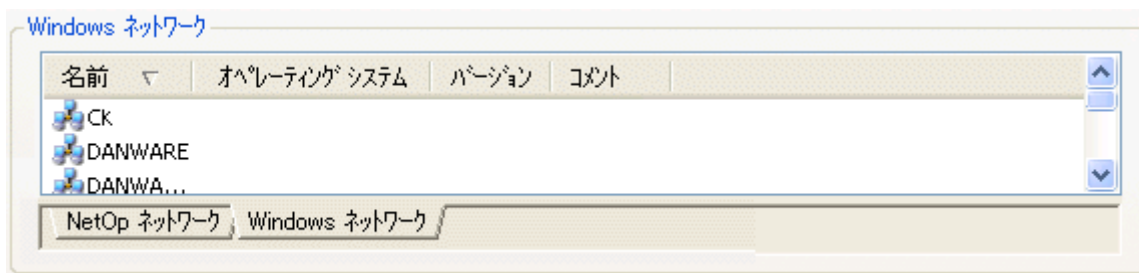 Windows ネットワーク
名前 オペレーティング システム バージョン コメント
CK
DANWARE
DANWA...
NetOp ネットワーク Windows ネットワーク